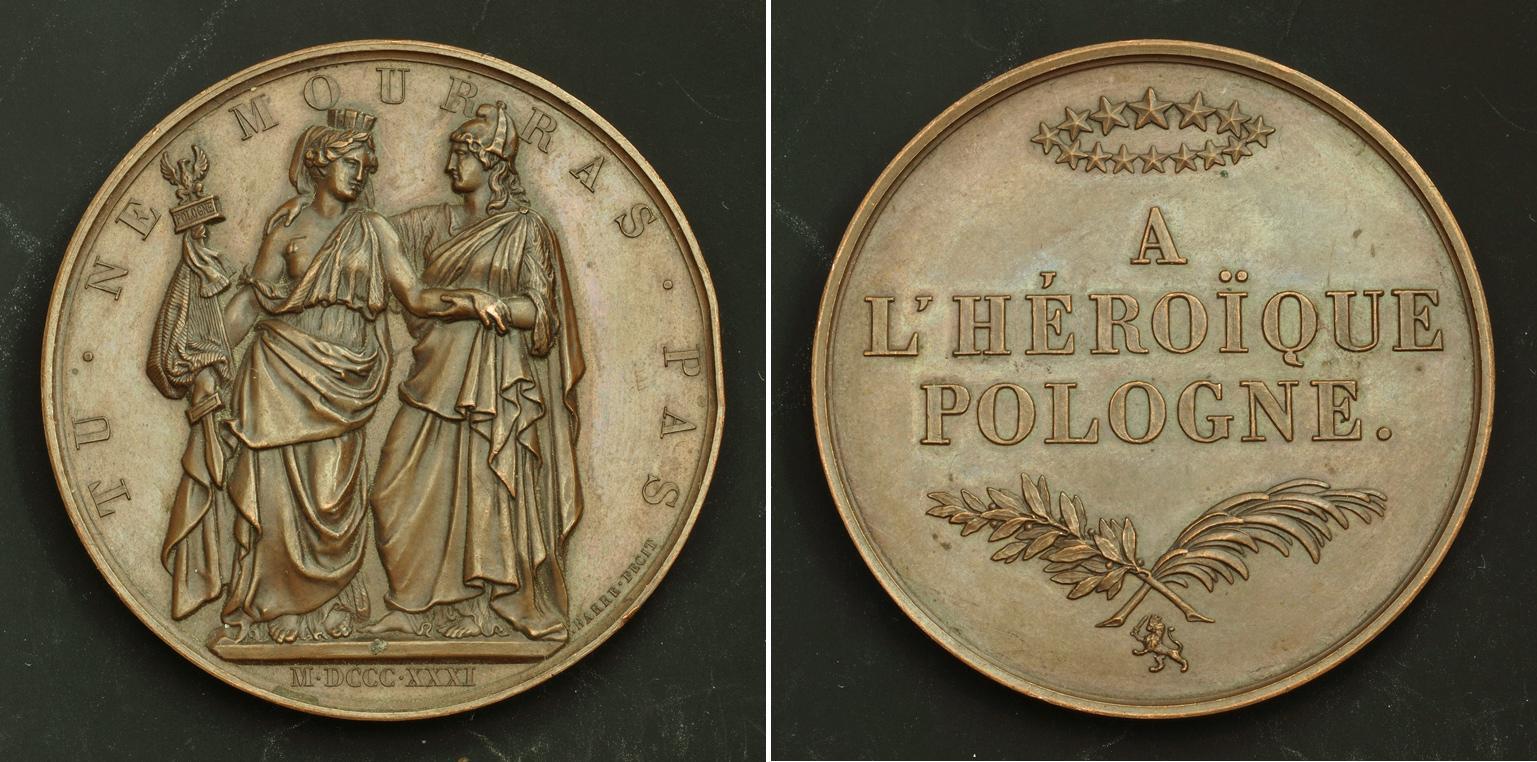 TU · NE MOURRAS · PAS
POLOGNE
BARRE · FECIT
M · DCCC · XXXI
A
L'HÉROÏQUE
POLOGNE.